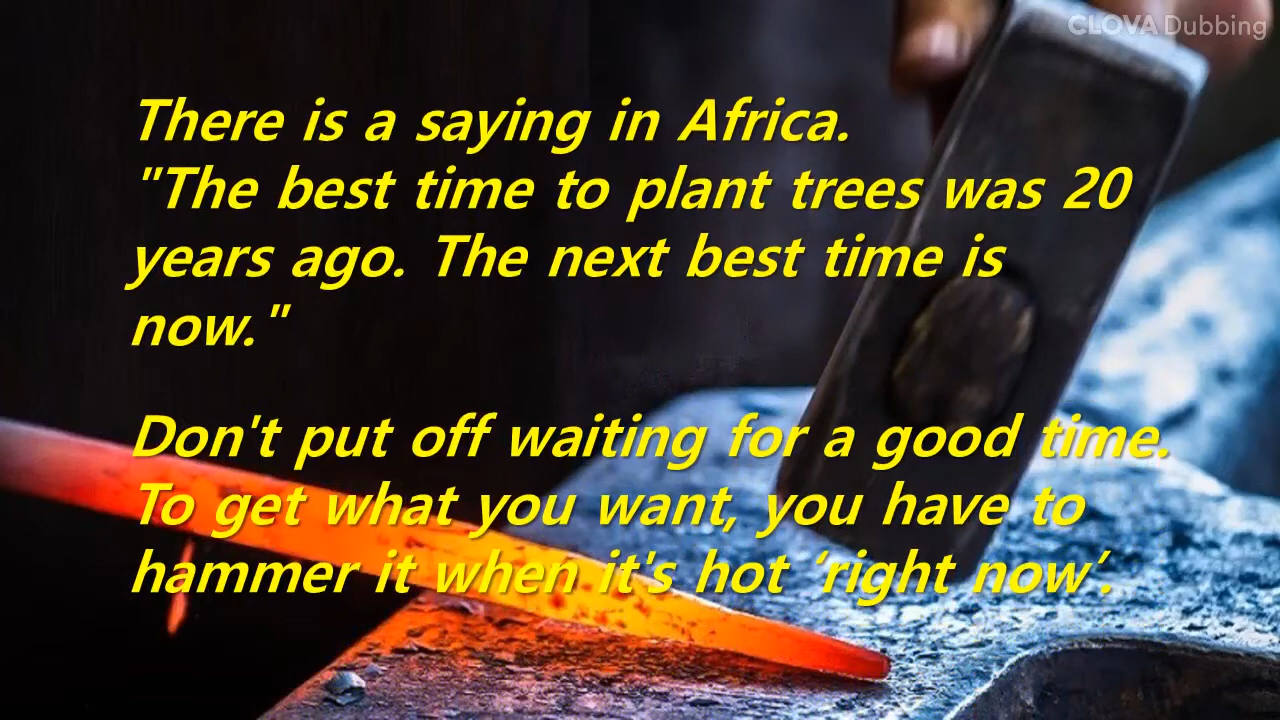 CLOVA Dubbing
There is a saying in Africa.
"The best time to plant trees was 20
years ago. The next best time is
now."
Don't put off waiting for a good time.
To get what you want, you have to
hammer it when it's hot ‘right now’.